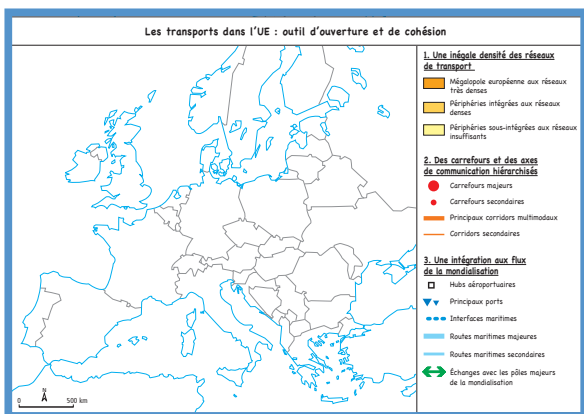 Les transports dans l'UE : outil d'ouverture et de cohésion
1. Une inégale densité des réseaux
de transport
Mégalopole européenne aux réseaux
très denses
Périphéries intégrées aux réseaux
denses
Périphéries sous-intégrées aux réseaux
insuffisants
2. Des carrefours et des axes
de communication hiérarchisés
Carrefours majeurs
Carrefours secondaires
Principaux corridors multimodaux
Corridors secondaires
3. Une intégration aux flux
de la mondialisation
Hubs aéroportuaires
Principaux ports
Interfaces maritimes
Routes maritimes majeures
Routes maritimes secondaires
Échanges avec les pôles majeurs
de la mondialisation
N
0 500 km